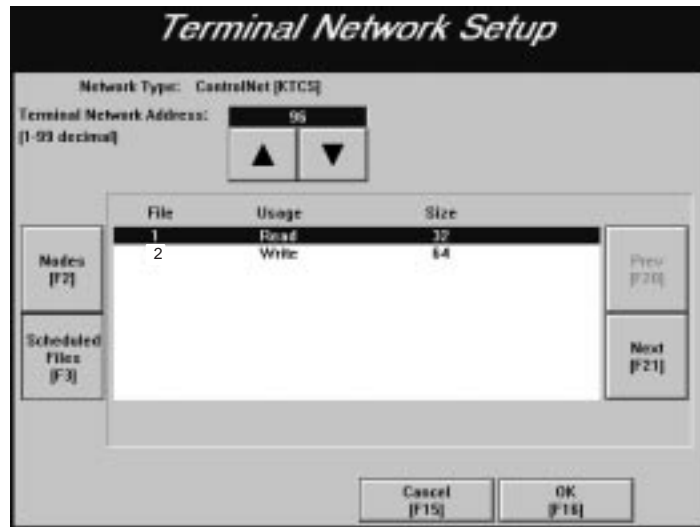 Terminal Network Setup
Network Type: ControlNet [KTCS]
Terminal Network Address:
96
(1-99 decimal)
▲ ▼
File Usage Size
1 Read 32
2 Write 64
Nodes
[F2]
Prev
[F20]
Scheduled
Files
[F3]
Next
[F21]
Cancel
[F15]
OK
[F16]